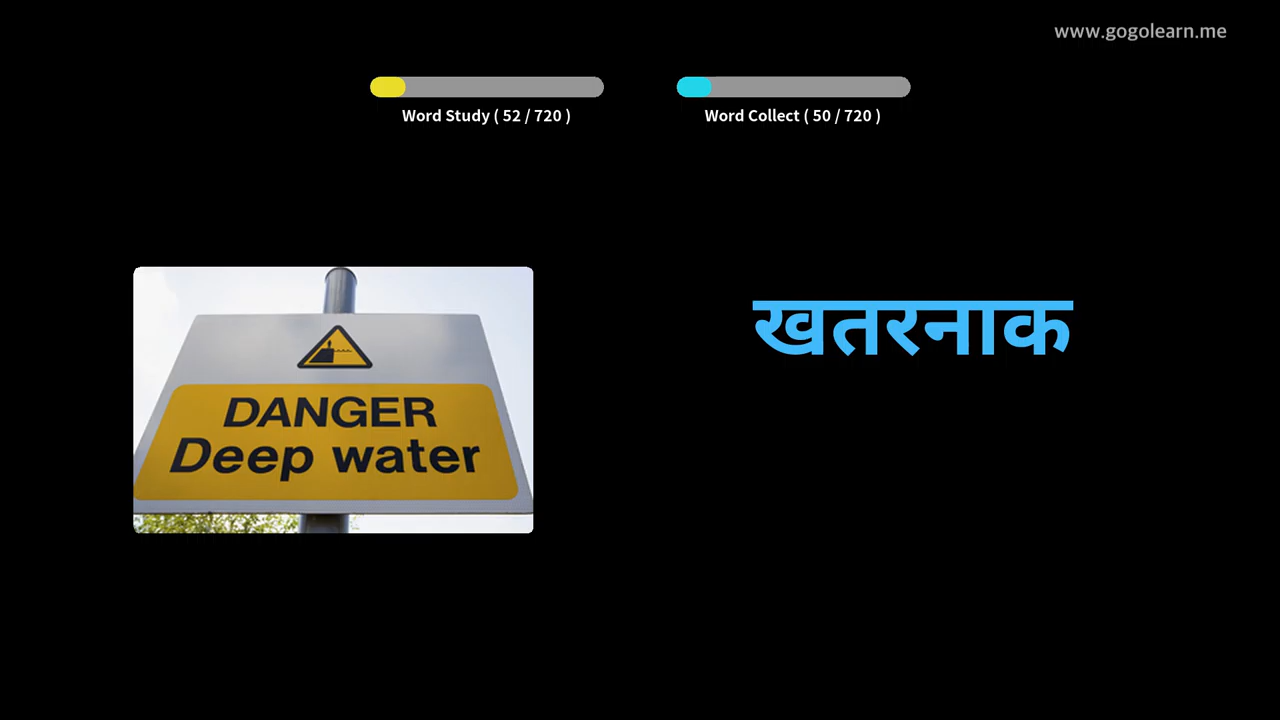 www.gogolearn.me
Word Study ( 52 / 720 )
Word Collect ( 50 / 720 )
DANGER
Deep water
खतरनाक